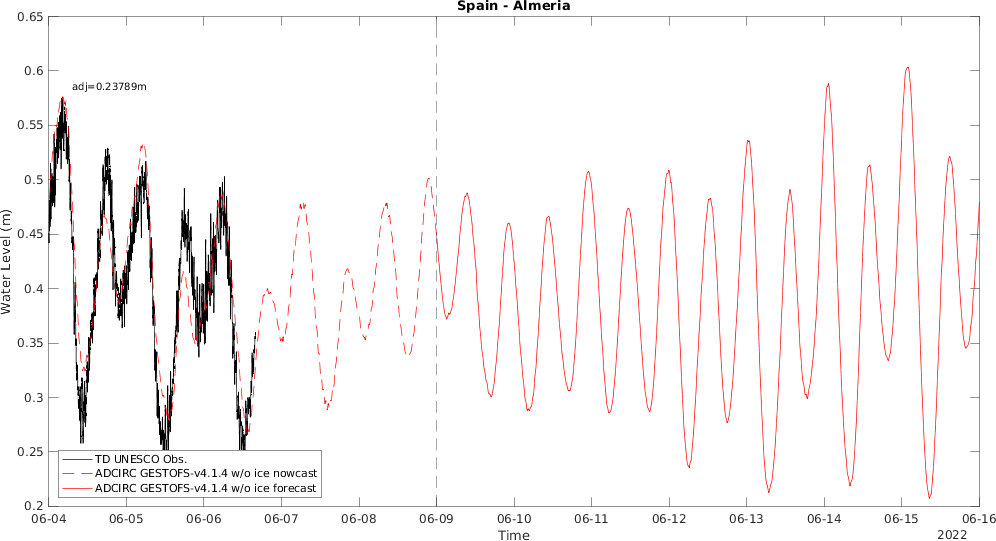 Spain - Almeria
adj=0.23789m
Water Level (m)
0.65
0.6
0.55
0.5
0.45
0.4
0.35
0.3
0.25
0.2
TD UNESCO Obs.
ADCIRC GESTOFS-v4.1.4 w/o ice nowcast
ADCIRC GESTOFS-v4.1.4 w/o ice forecast
06-04 06-05 06-06 06-07 06-08 06-09 06-10 06-11 06-12 06-13 06-14 06-15 06-16
Time
2022